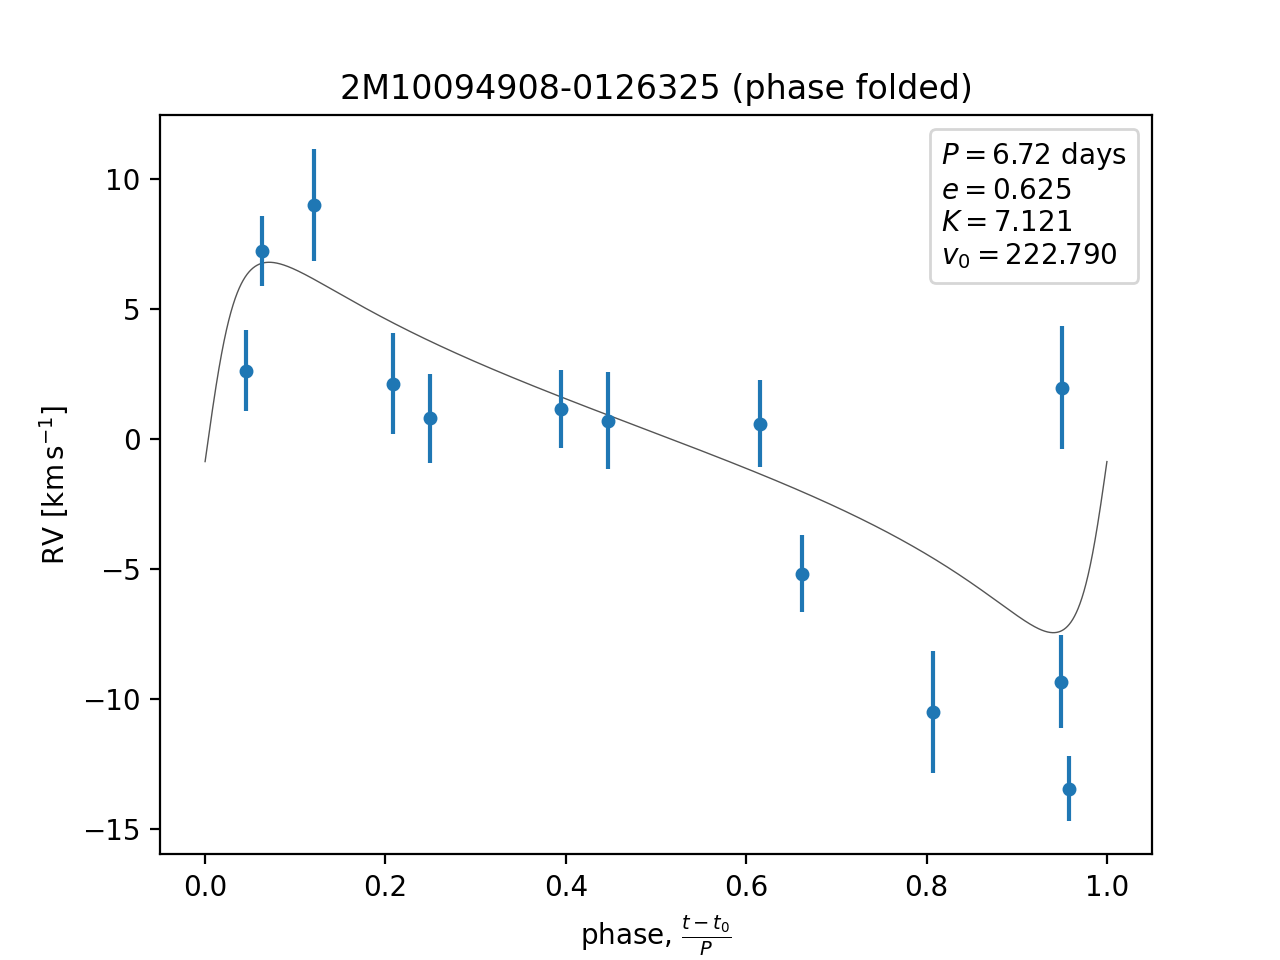 2M10094908-0126325 (phase folded)
P = 6.72 days
e = 0.625
K = 7.121
v₀ = 222.790
10
5
0
−5
−10
−15
RV [km s⁻¹]
0.0 0.2 0.4 0.6 0.8 1.0
phase, (t − t₀)/P